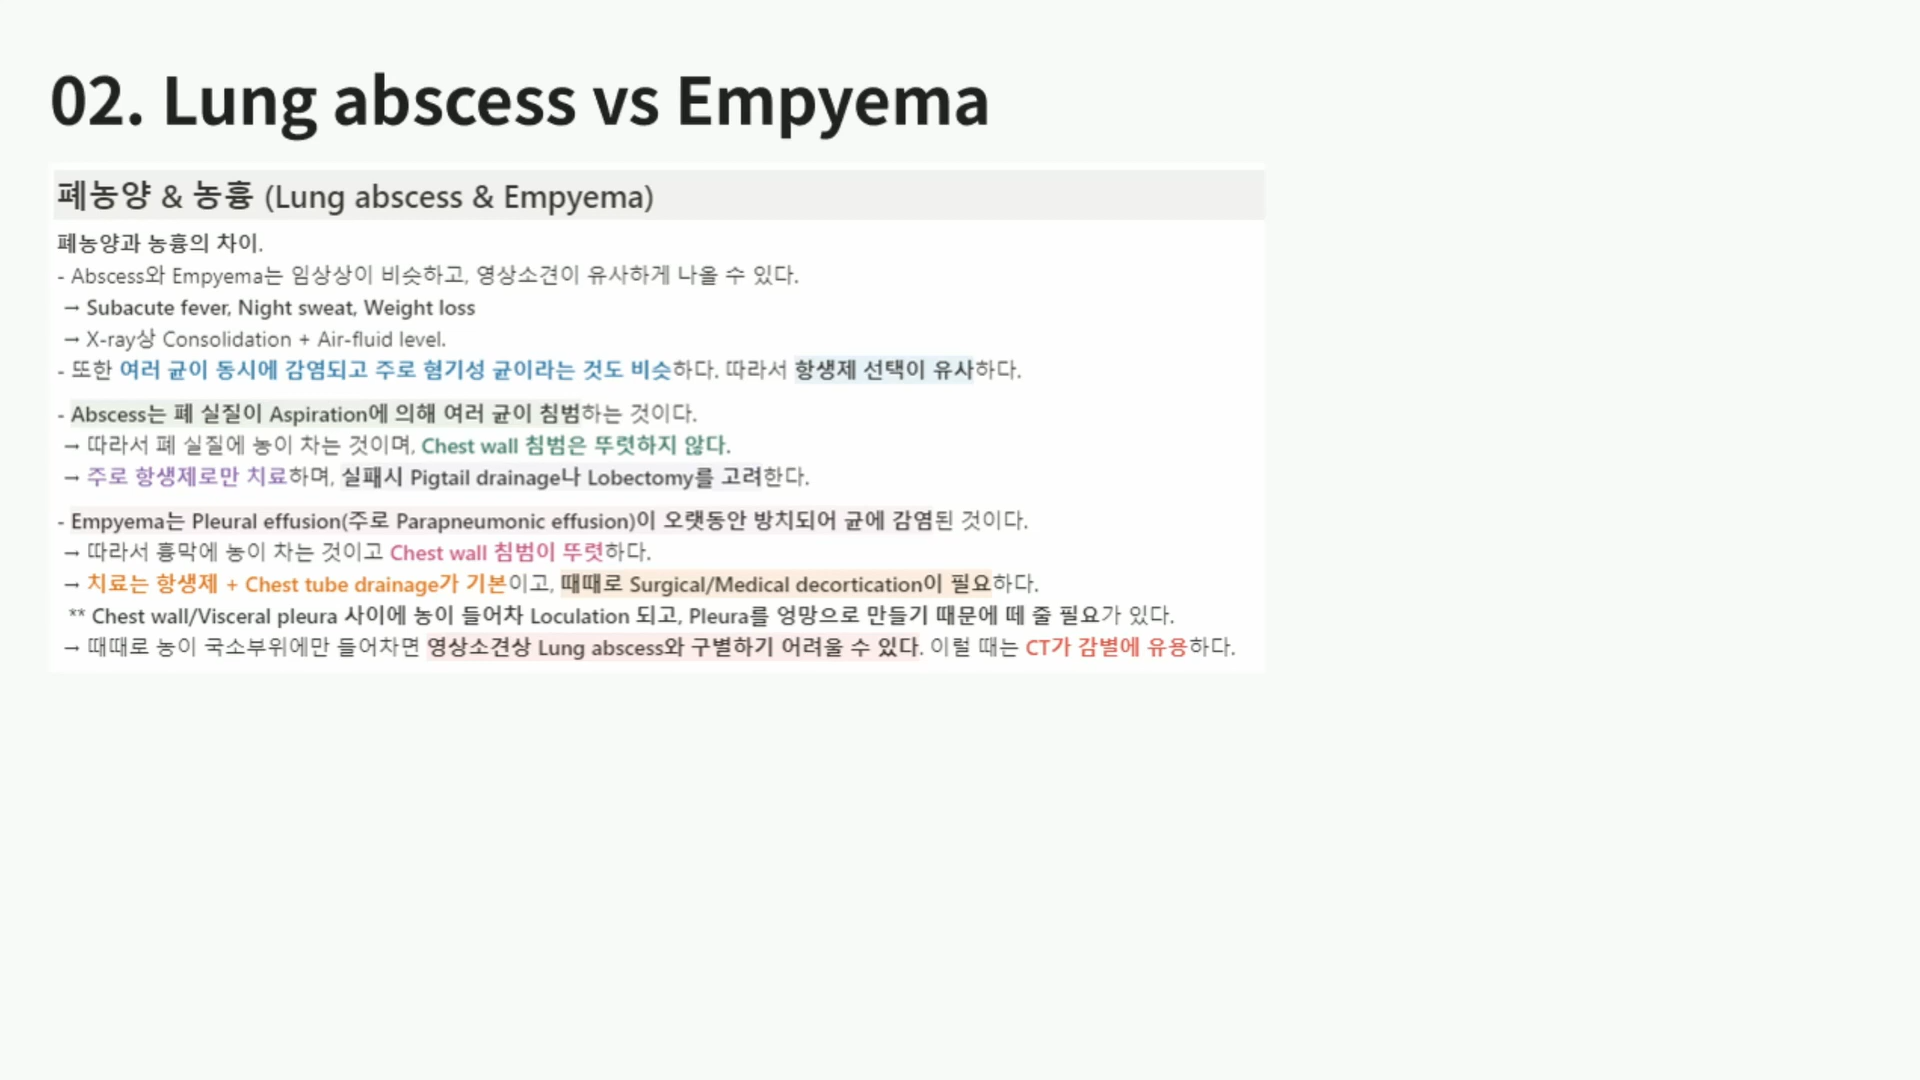 02. Lung abscess vs Empyema
폐농양 & 농흉 (Lung abscess & Empyema)
폐농양과 농흉의 차이.
- Abscess와 Empyema는 임상상이 비슷하고, 영상소견이 유사하게 나올 수 있다.
→ Subacute fever, Night sweat, Weight loss
→ X-ray상 Consolidation + Air-fluid level.
- 또한 여러 균이 동시에 감염되고 주로 혐기성 균이라는 것도 비슷하다. 따라서 항생제 선택이 유사하다.
- Abscess는 폐 실질이 Aspiration에 의해 여러 균이 침범하는 것이다.
→ 따라서 폐 실질에 농이 차는 것이며, Chest wall 침범은 뚜렷하지 않다.
→ 주로 항생제로만 치료하며, 실패시 Pigtail drainage나 Lobectomy를 고려한다.
- Empyema는 Pleural effusion(주로 Parapneumonic effusion)이 오랫동안 방치되어 균에 감염된 것이다.
→ 따라서 흉막에 농이 차는 것이고 Chest wall 침범이 뚜렷하다.
→ 치료는 항생제 + Chest tube drainage가 기본이고, 때때로 Surgical/Medical decortication이 필요하다.
** Chest wall/Visceral pleura 사이에 농이 들어차 Loculation 되고, Pleura를 엉망으로 만들기 때문에 떼 줄 필요가 있다.
→ 때때로 농이 국소부위에만 들어차면 영상소견상 Lung abscess와 구별하기 어려울 수 있다. 이럴 때는 CT가 감별에 유용하다.